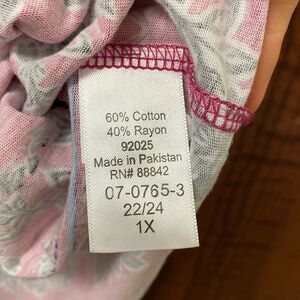 60% Cotton
40% Rayon
92025
Made in Pakistan
RN# 88842
07-0765-3
22/24
1X